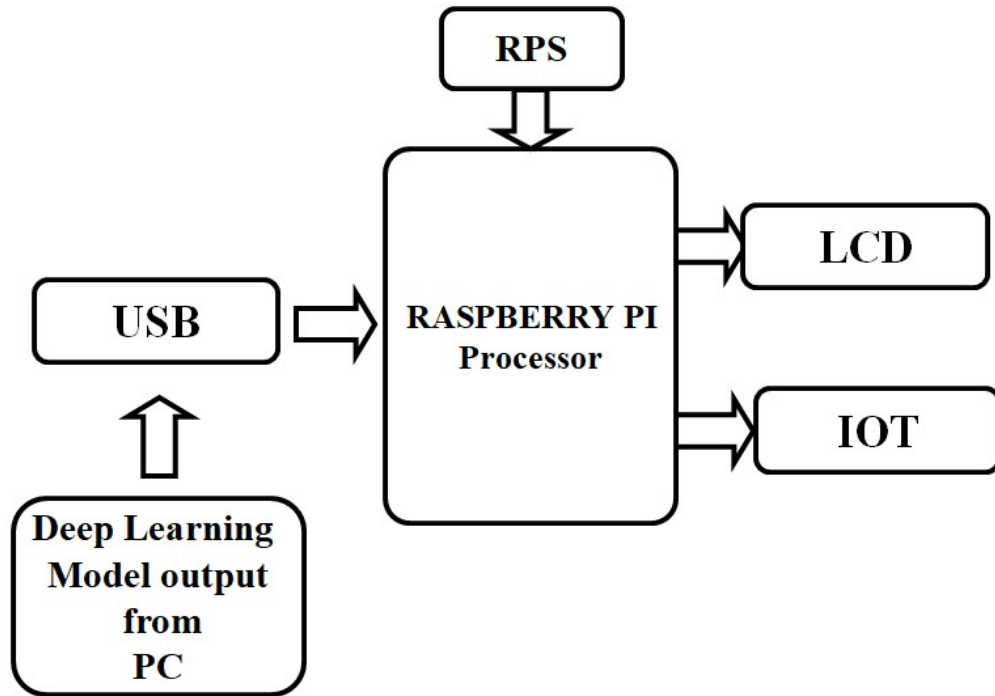 RPS
RASPBERRY PI
Processor
LCD
USB
IOT
Deep Learning
Model output
from
PC